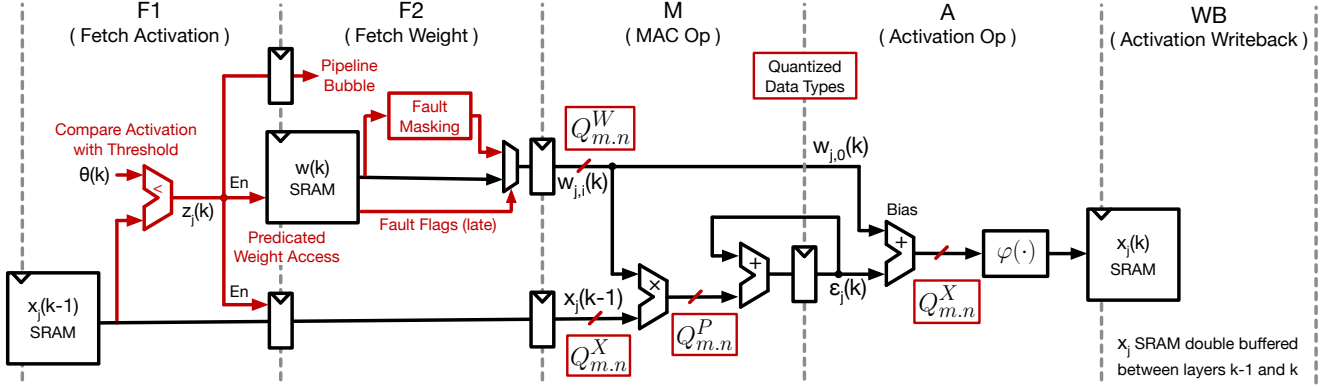 F1
( Fetch Activation )
F2
( Fetch Weight )
M
( MAC Op )
A
( Activation Op )
WB
( Activation Writeback )
Pipeline
Bubble
Quantized
Data Types
Fault
Masking
Compare Activation
with Threshold
θ(k)
<
z_j(k)
En
w(k)
SRAM
Q^W_{m.n}
w_{j,i}(k)
w_{j,0}(k)
Fault Flags (late)
Predicated
Weight Access
Bias
+
+
φ(·)
x_j(k)
SRAM
En
x_j(k-1)
SRAM
x_j(k-1)
×
ε_j(k)
Q^X_{m.n}
Q^P_{m.n}
Q^X_{m.n}
x_j SRAM double buffered
between layers k-1 and k